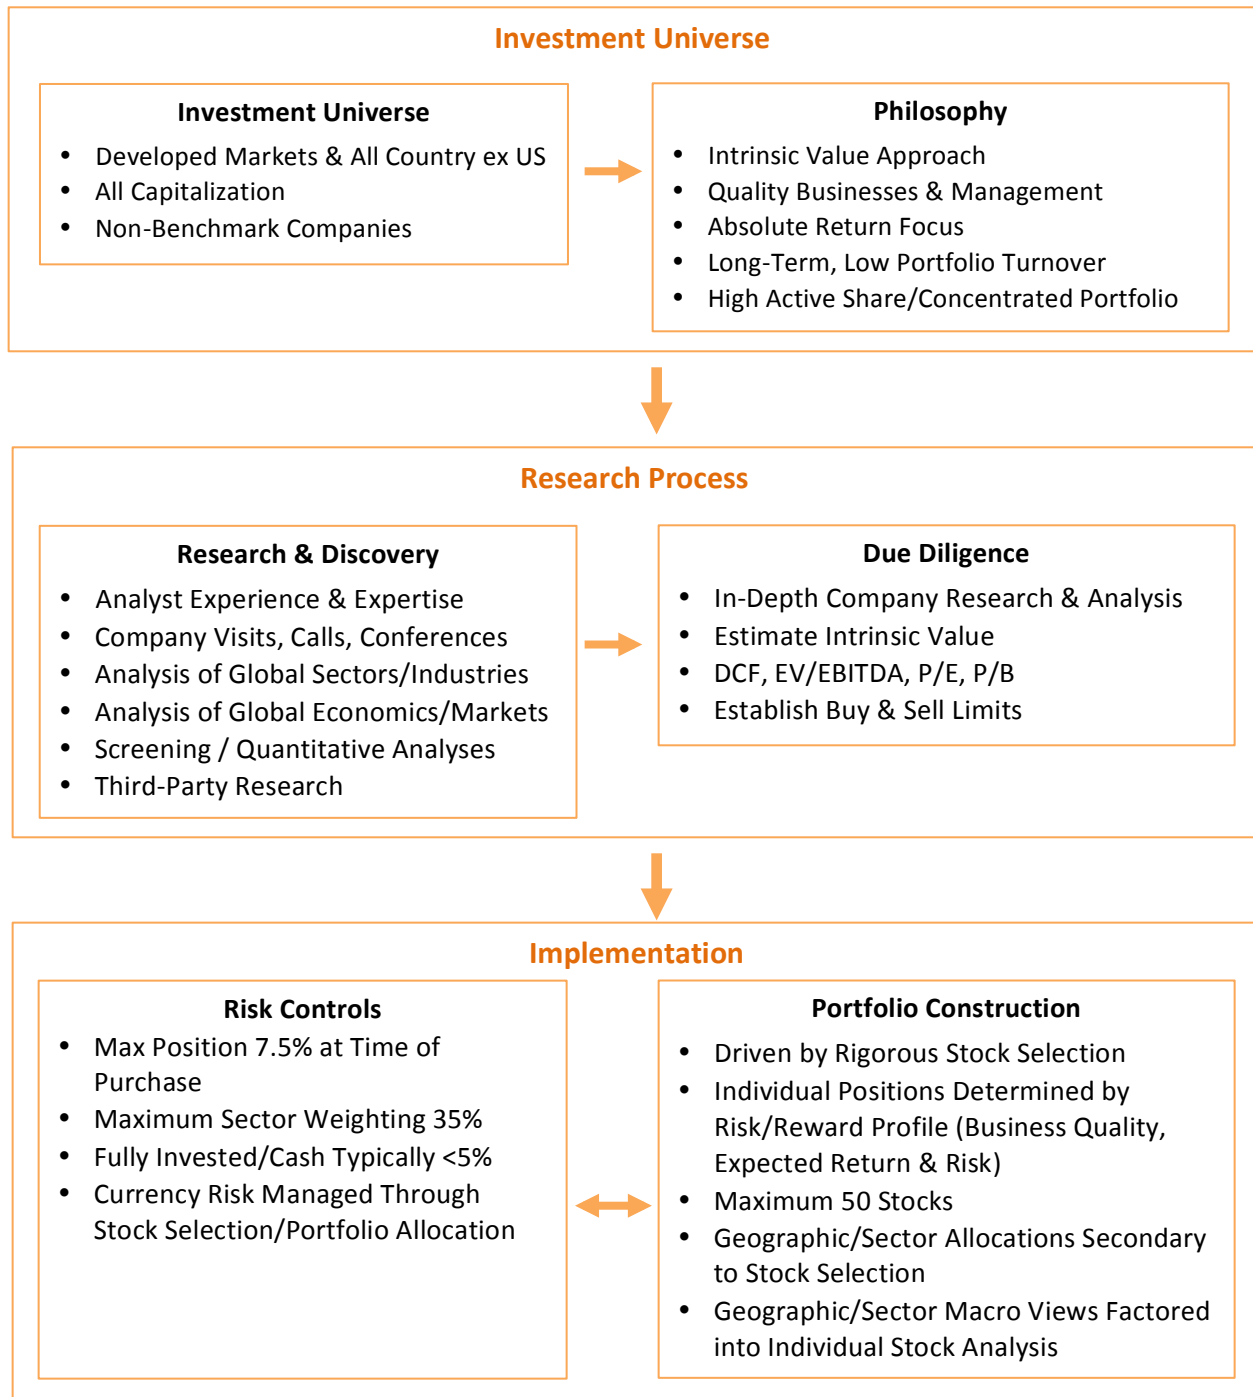 Investment Universe
Investment Universe
• Developed Markets & All Country ex US
• All Capitalization
• Non-Benchmark Companies
Philosophy
• Intrinsic Value Approach
• Quality Businesses & Management
• Absolute Return Focus
• Long-Term, Low Portfolio Turnover
• High Active Share/Concentrated Portfolio
Research Process
Research & Discovery
• Analyst Experience & Expertise
• Company Visits, Calls, Conferences
• Analysis of Global Sectors/Industries
• Analysis of Global Economics/Markets
• Screening / Quantitative Analyses
• Third-Party Research
Due Diligence
• In-Depth Company Research & Analysis
• Estimate Intrinsic Value
• DCF, EV/EBITDA, P/E, P/B
• Establish Buy & Sell Limits
Implementation
Risk Controls
• Max Position 7.5% at Time of
Purchase
• Maximum Sector Weighting 35%
• Fully Invested/Cash Typically <5%
• Currency Risk Managed Through
Stock Selection/Portfolio Allocation
Portfolio Construction
• Driven by Rigorous Stock Selection
• Individual Positions Determined by
Risk/Reward Profile (Business Quality,
Expected Return & Risk)
• Maximum 50 Stocks
• Geographic/Sector Allocations Secondary
to Stock Selection
• Geographic/Sector Macro Views Factored
into Individual Stock Analysis